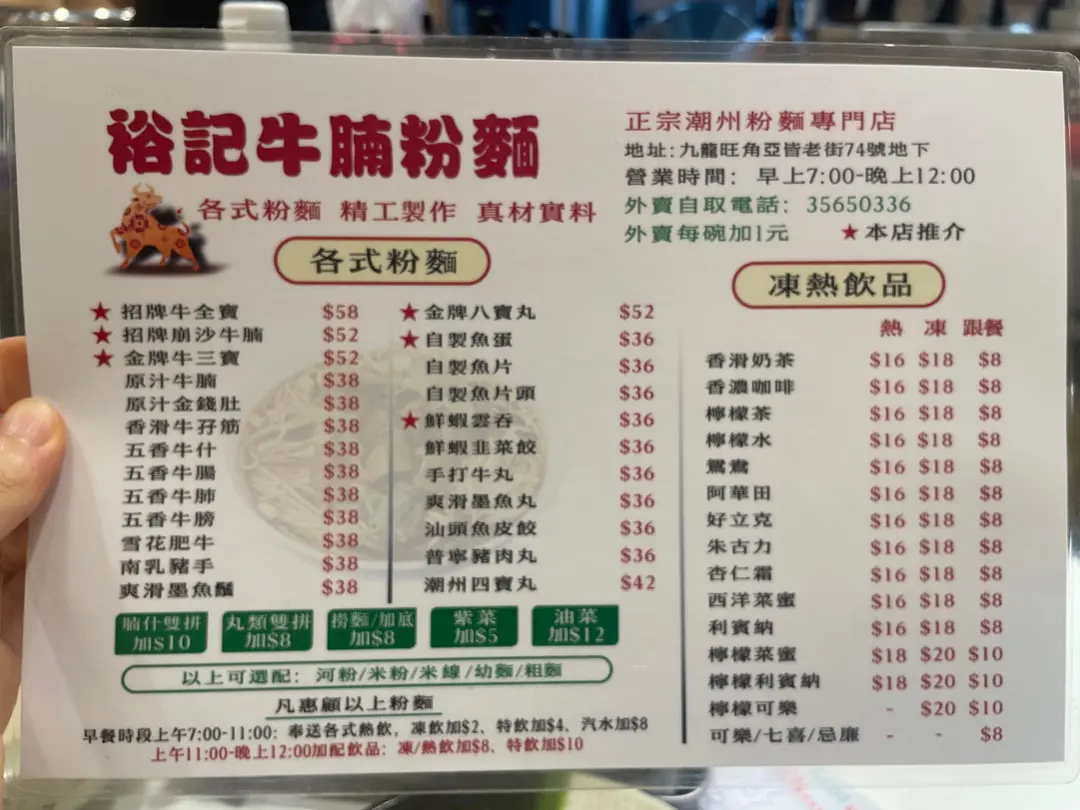 裕記牛腩粉麵
各式粉麵 精工製作 真材實料
正宗潮州粉麵專門店
地址:九龍旺角亞皆老街74號地下
營業時間: 早上7:00-晚上12:00
外賣自取電話: 35650336
外賣每碗加1元 ★本店推介
各式粉麵
★ 招牌牛全寶 $58
★ 招牌崩沙牛腩 $52
★ 金牌牛三寶 $52
原汁牛腩 $38
原汁金錢肚 $38
香滑牛孖筋 $38
五香牛什 $38
五香牛腸 $38
五香牛肺 $38
五香牛膀 $38
雪花肥牛 $38
南乳豬手 $38
爽滑墨魚鬚 $38
★ 金牌八寶丸 $52
★ 自製魚蛋 $36
自製魚片 $36
自製魚片頭 $36
★ 鮮蝦雲吞 $36
鮮蝦韭菜餃 $36
手打牛丸 $36
爽滑墨魚丸 $36
汕頭魚皮餃 $36
普寧豬肉丸 $36
潮州四寶丸 $42
腩什雙拼 加$10
丸類雙拼 加$8
撈麵/加底 加$8
紫菜 加$5
油菜 加$12
以上可選配: 河粉/米粉/米線/幼麵/粗麵
凡惠顧以上粉麵
早餐時段上午7:00-11:00: 奉送各式熱飲, 凍飲加$2、特飲加$4、汽水加$8
上午11:00-晚上12:00加配飲品: 凍/熱飲加$8、特飲加$10
凍熱飲品
熱 凍 跟餐
香滑奶茶 $16 $18 $8
香濃咖啡 $16 $18 $8
檸檬茶 $16 $18 $8
檸檬水 $16 $18 $8
鴛鴦 $16 $18 $8
阿華田 $16 $18 $8
好立克 $16 $18 $8
朱古力 $16 $18 $8
杏仁霜 $16 $18 $8
西洋菜蜜 $16 $18 $8
利賓納 $16 $18 $8
檸檬菜蜜 $18 $20 $10
檸檬利賓納 $18 $20 $10
檸檬可樂 - $20 $10
可樂/七喜/忌廉 - - $8